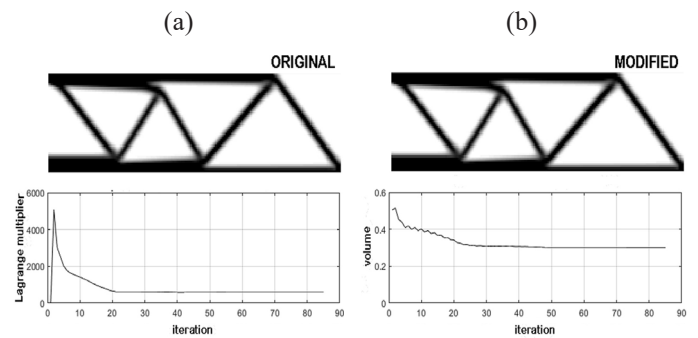 (a)
(b)
ORIGINAL
MODIFIED
6000
4000
2000
0
Lagrange multiplier
0 10 20 30 40 50 60 70 80 90
iteration
0.6
0.4
0.2
0
volume
0 10 20 30 40 50 60 70 80 90
iteration